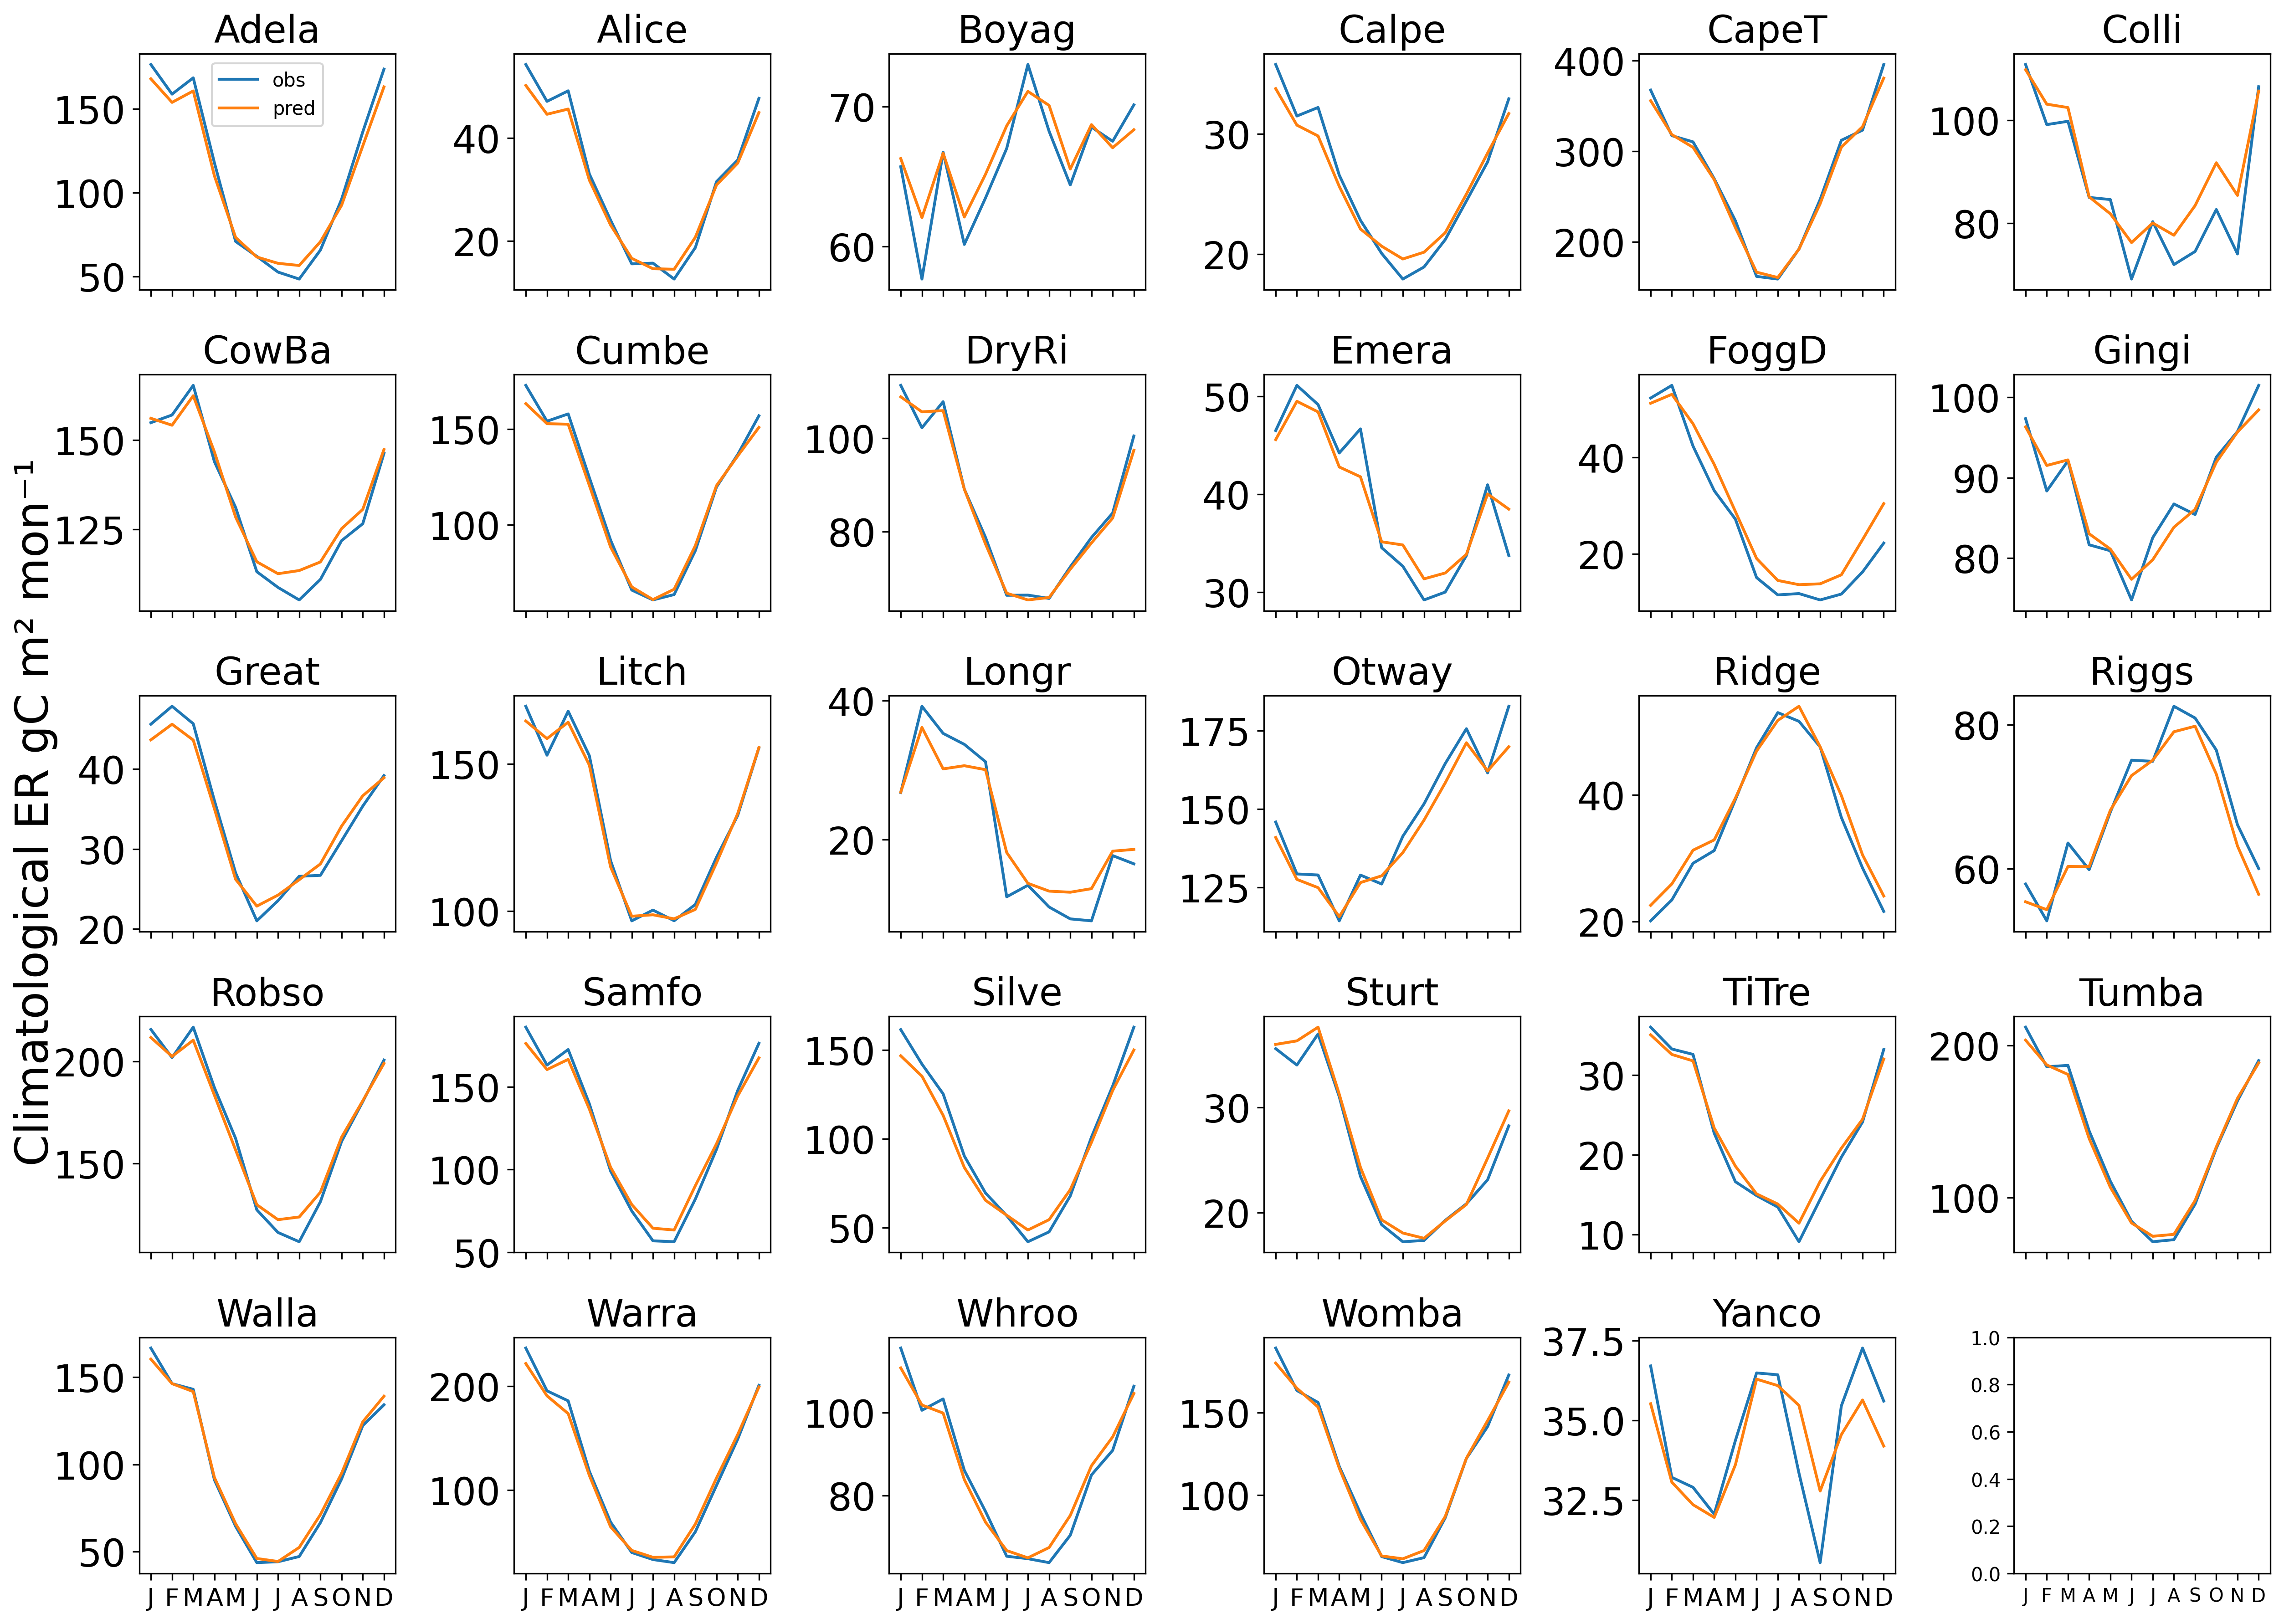 Climatological ER gC m² mon⁻¹
Adela Alice Boyag Calpe CapeT Colli
obs
pred
150 100 50
40 20
70 60
30 20
400 300 200
100 80
CowBa Cumbe DryRi Emera FoggD Gingi
150 125
150 100
100 80
50 40 30
40 20
100 90 80
Great Litch Longr Otway Ridge Riggs
40 30 20
150 100
40 20
175 150 125
40 20
80 60
Robso Samfo Silve Sturt TiTre Tumba
200 150
150 100 50
150 100 50
30 20
30 20 10
200 100
Walla Warra Whroo Womba Yanco
150 100 50
200 100
100 80
150 100
37.5 35.0 32.5
1.0 0.8 0.6 0.4 0.2 0.0
J F M A M J J A S O N D
J F M A M J J A S O N D
J F M A M J J A S O N D
J F M A M J J A S O N D
J F M A M J J A S O N D
J F M A M J J A S O N D